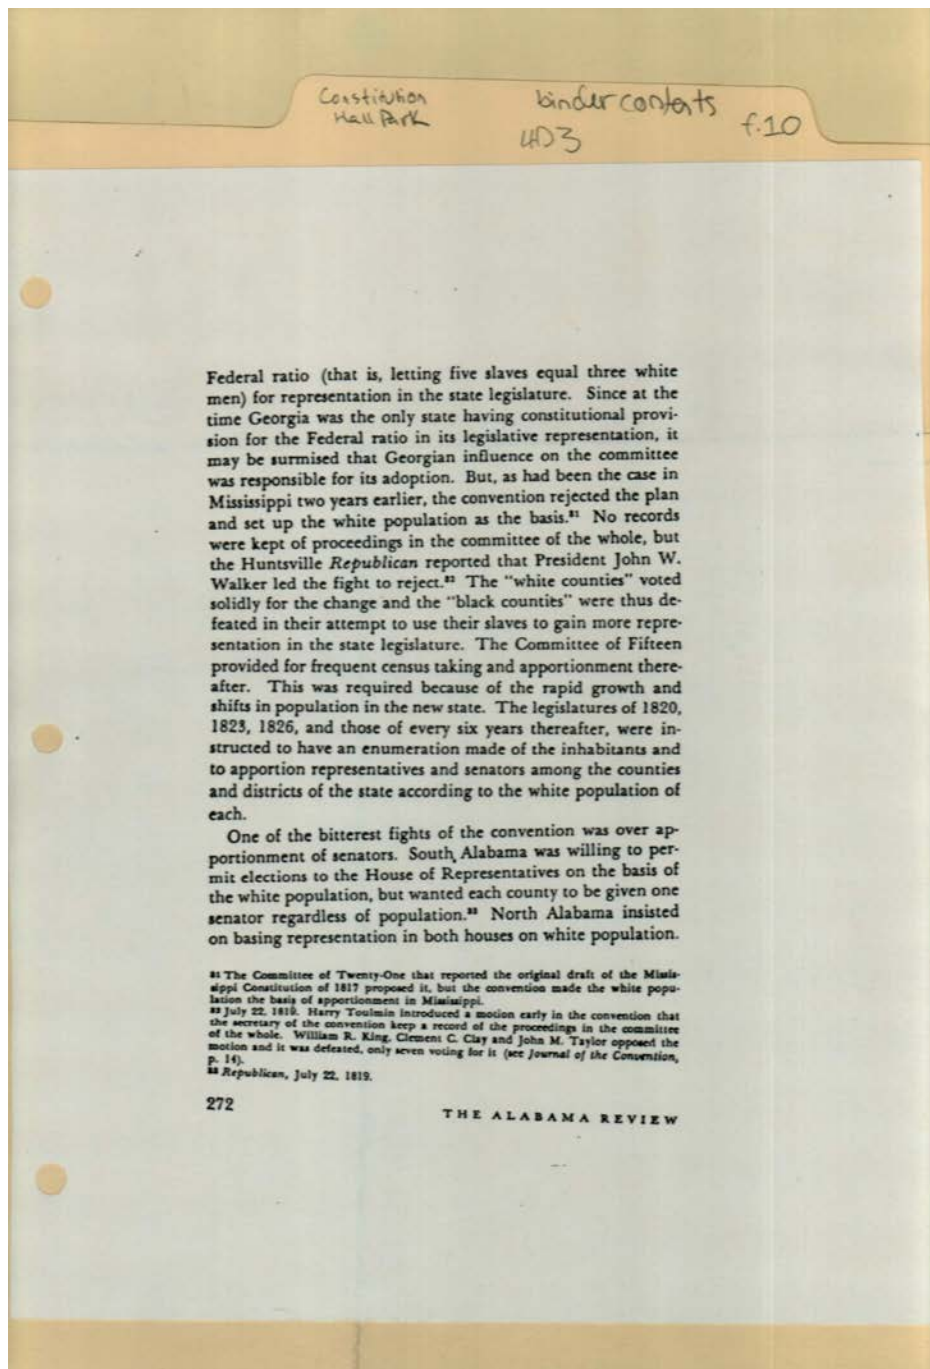 Constitution
Hall Park
binder contents
4D3
f.10
Federal ratio (that is, letting five slaves equal three white
men) for representation in the state legislature. Since at the
time Georgia was the only state having constitutional provi-
sion for the Federal ratio in its legislative representation, it
may be surmised that Georgian influence on the committee
was responsible for its adoption. But, as had been the case in
Mississippi two years earlier, the convention rejected the plan
and set up the white population as the basis.³¹ No records
were kept of proceedings in the committee of the whole, but
the Huntsville Republican reported that President John W.
Walker led the fight to reject.³² The "white counties" voted
solidly for the change and the "black counties" were thus de-
feated in their attempt to use their slaves to gain more repre-
sentation in the state legislature. The Committee of Fifteen
provided for frequent census taking and apportionment there-
after. This was required because of the rapid growth and
shifts in population in the new state. The legislatures of 1820,
1823, 1826, and those of every six years thereafter, were in-
structed to have an enumeration made of the inhabitants and
to apportion representatives and senators among the counties
and districts of the state according to the white population of
each.
One of the bitterest fights of the convention was over ap-
portionment of senators. South Alabama was willing to per-
mit elections to the House of Representatives on the basis of
the white population, but wanted each county to be given one
senator regardless of population.³³ North Alabama insisted
on basing representation in both houses on white population.
³¹ The Committee of Twenty-One that reported the original draft of the Missis-
sippi Constitution of 1817 proposed it, but the convention made the white popu-
lation the basis of apportionment in Mississippi.
³² July 22, 1819. Harry Toulmin introduced a motion early in the convention that
the secretary of the convention keep a record of the proceedings in the committee
of the whole. William R. King, Clement C. Clay and John M. Taylor opposed the
motion and it was defeated, only seven voting for it (see Journal of the Convention,
p. 14).
³³ Republican, July 22, 1819.
272
THE ALABAMA REVIEW